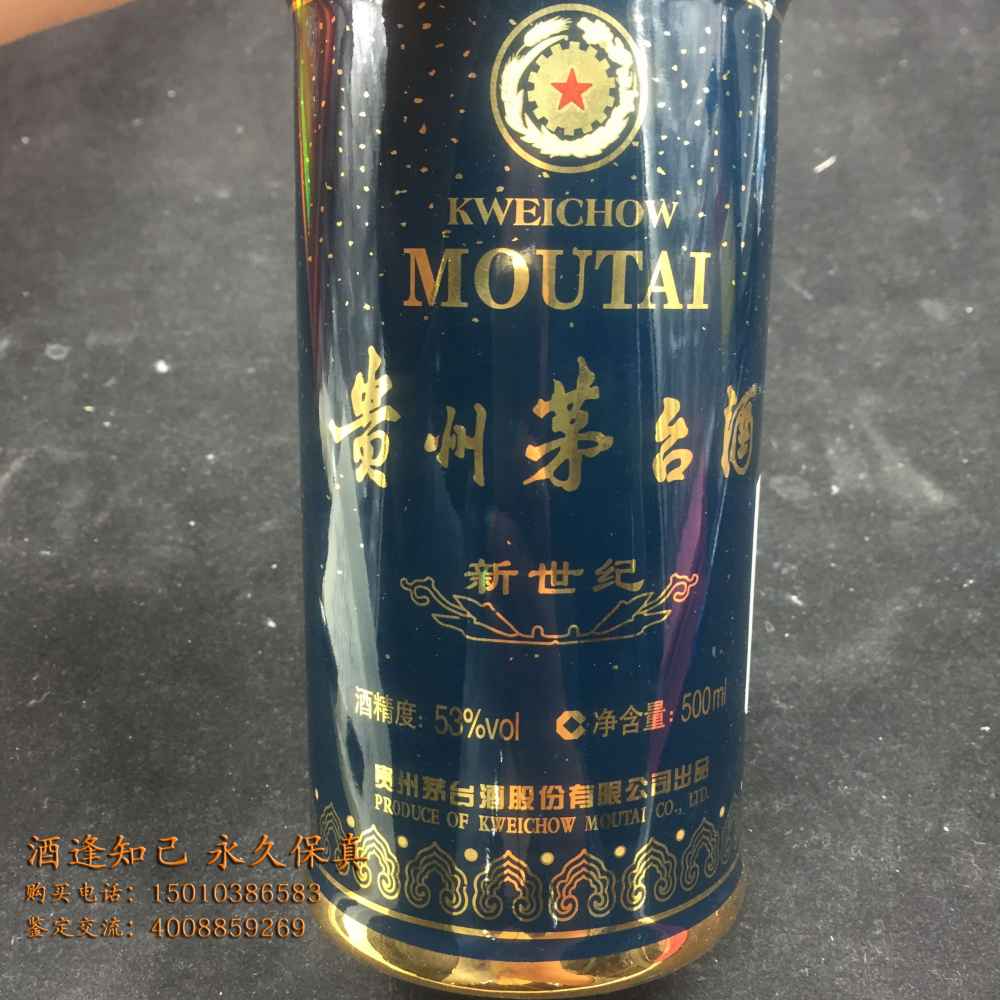 KWEICHOW
MOUTAI
贵州茅台酒
新世纪
酒精度: 53%vol 净含量: 500ml
贵州茅台酒股份有限公司出品
PRODUCE OF KWEICHOW MOUTAI CO., LTD.
酒逢知己 永久保真
购买电话: 15010386583
鉴定交流: 4008859269